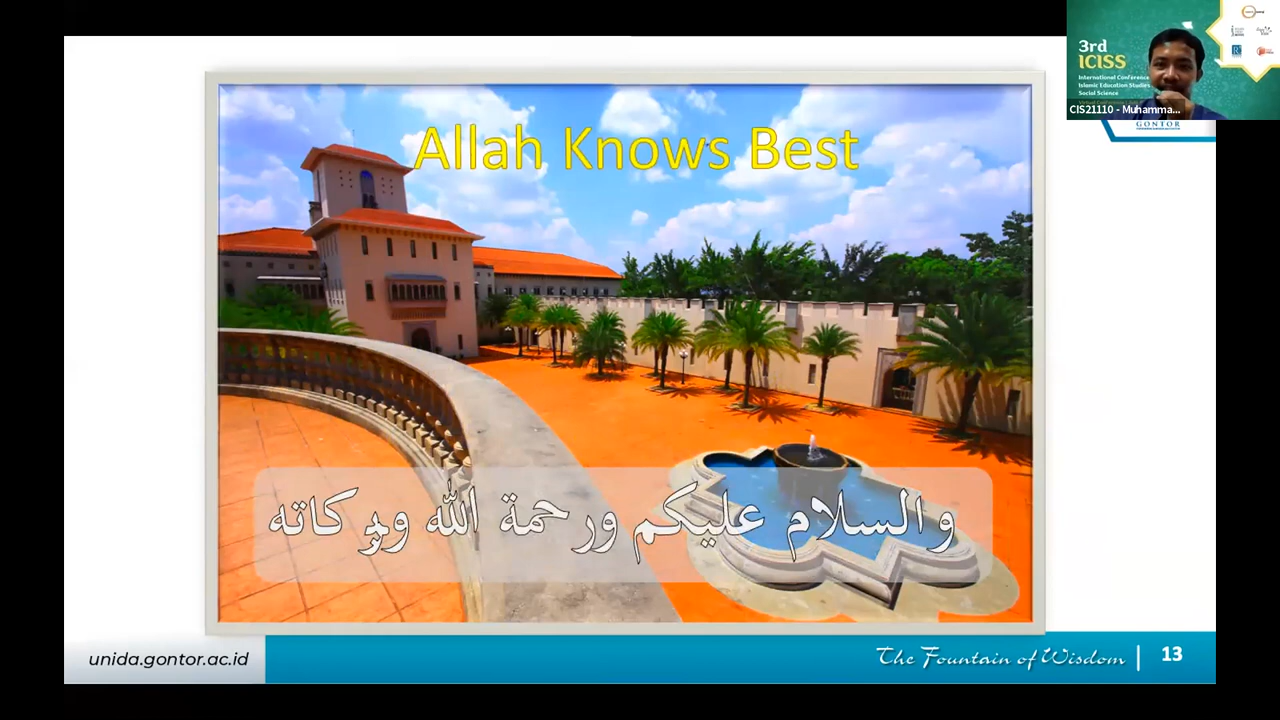 3rd
ICISS
International Conference
Islamic Education Studies
Social Science
CIS21110 - Muhamma...
GONTOR
Allah Knows Best
والسلام عليكم ورحمة الله وبركاته
unida.gontor.ac.id
The Fountain of Wisdom | 13